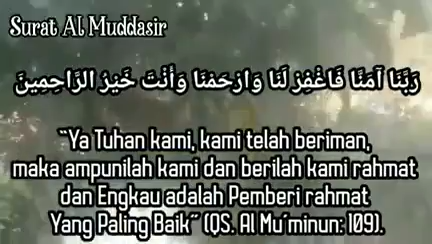 Surat Al Muddasir
رَبَّنَا آمَنَّا فَاغْفِرْ لَنَا وَارْحَمْنَا وَأَنْتَ خَيْرُ الرَّاحِمِينَ
“Ya Tuhan kami, kami telah beriman,
maka ampunilah kami dan berilah kami rahmat
dan Engkau adalah Pemberi rahmat
Yang Paling Baik” (QS. Al Mu´minun: 109).